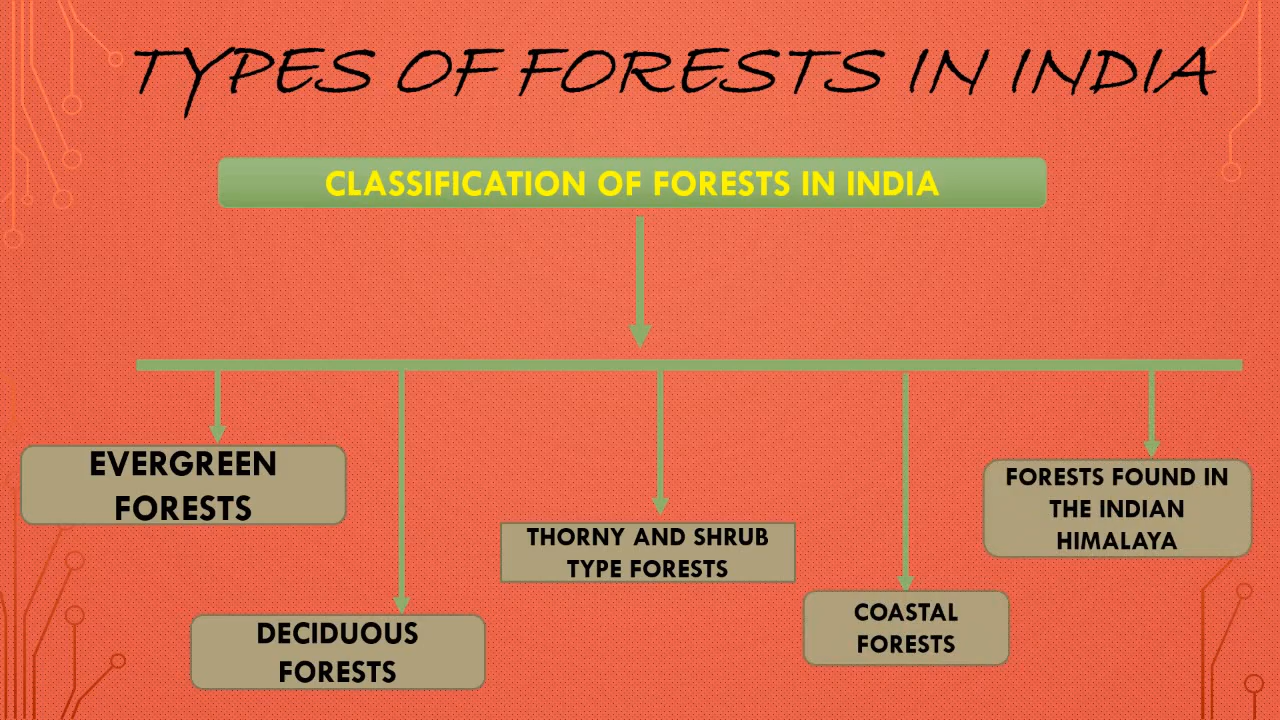 TYPES OF FORESTS IN INDIA
CLASSIFICATION OF FORESTS IN INDIA
EVERGREEN
FORESTS
DECIDUOUS
FORESTS
THORNY AND SHRUB
TYPE FORESTS
COASTAL
FORESTS
FORESTS FOUND IN
THE INDIAN
HIMALAYA